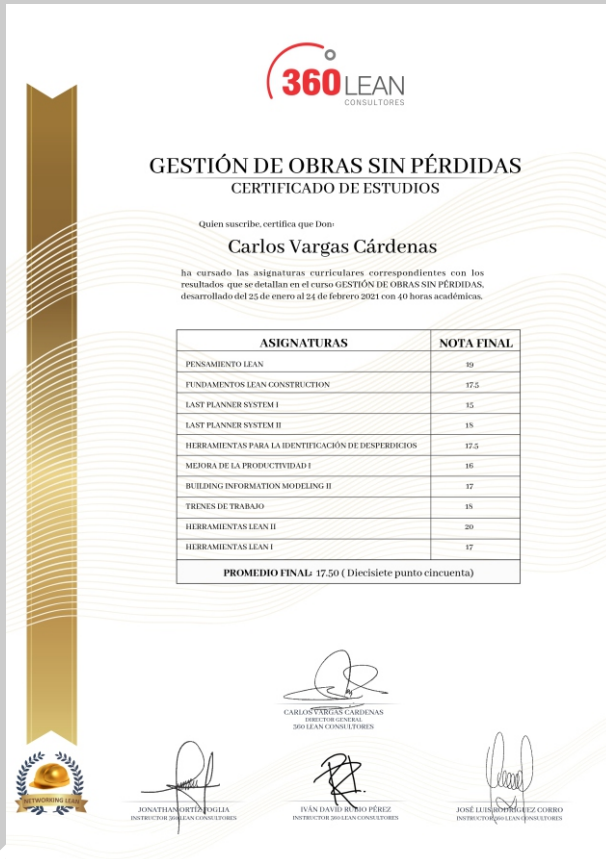 360 LEAN
CONSULTORES
GESTIÓN DE OBRAS SIN PÉRDIDAS
CERTIFICADO DE ESTUDIOS
Quien suscribe, certifica que Don:
Carlos Vargas Cárdenas
ha cursado las asignaturas curriculares correspondientes con los
resultados que se detallan en el curso GESTIÓN DE OBRAS SIN PÉRDIDAS,
desarrollado del 25 de enero al 24 de febrero 2021 con 40 horas académicas.
ASIGNATURAS NOTA FINAL
PENSAMIENTO LEAN 19
FUNDAMENTOS LEAN CONSTRUCTION 17.5
LAST PLANNER SYSTEM I 15
LAST PLANNER SYSTEM II 18
HERRAMIENTAS PARA LA IDENTIFICACIÓN DE DESPERDICIOS 17.5
MEJORA DE LA PRODUCTIVIDAD I 16
BUILDING INFORMATION MODELING II 17
TRENES DE TRABAJO 18
HERRAMIENTAS LEAN II 20
HERRAMIENTAS LEAN I 17
PROMEDIO FINAL: 17.50 ( Diecisiete punto cincuenta)
CARLOS VARGAS CARDENAS
DIRECTOR GENERAL
360 LEAN CONSULTORES
NETWORKING LEAN
JONATHAN ORTIZ POGLIA
INSTRUCTOR 360 LEAN CONSULTORES
IVÁN DAVID RUBIO PÉREZ
INSTRUCTOR 360 LEAN CONSULTORES
JOSÉ LUIS RODRÍGUEZ CORRO
INSTRUCTOR 360 LEAN CONSULTORES